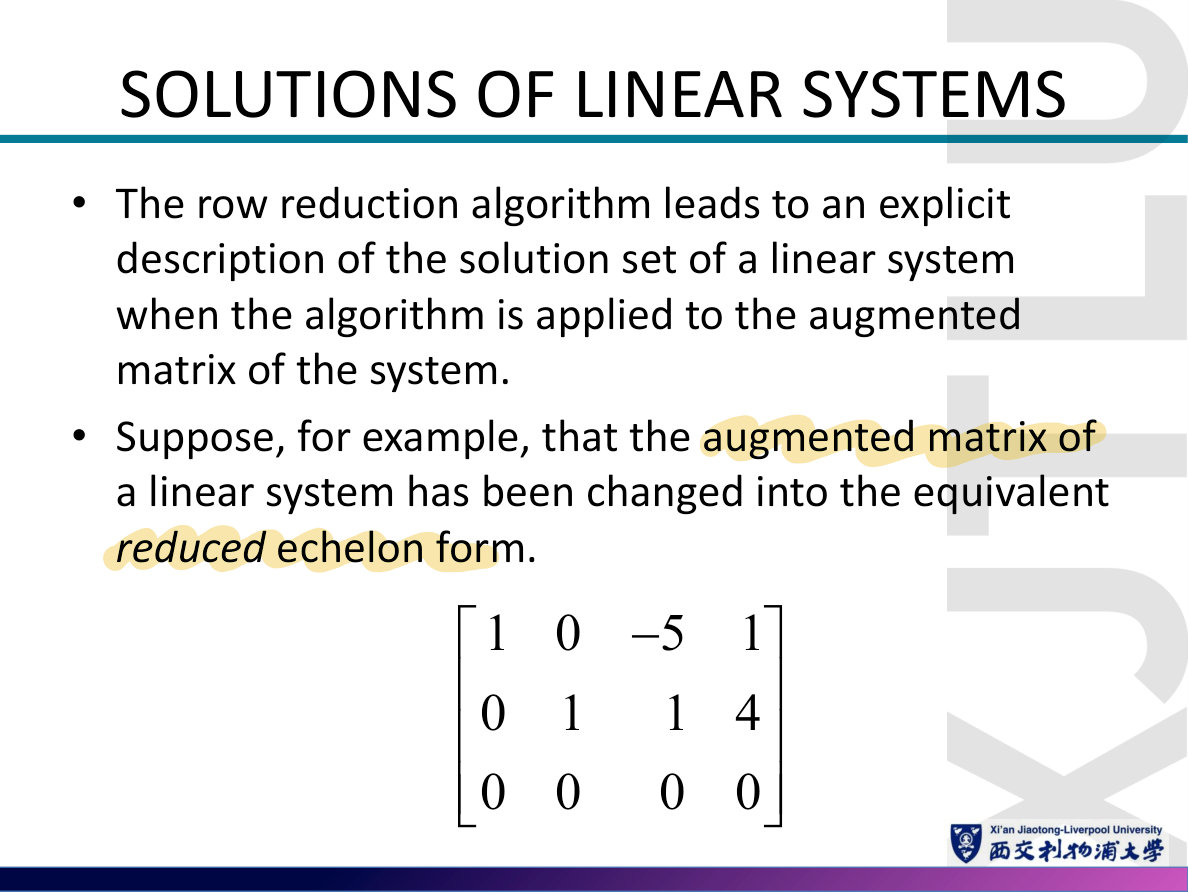 SOLUTIONS OF LINEAR SYSTEMS
• The row reduction algorithm leads to an explicit
description of the solution set of a linear system
when the algorithm is applied to the augmented
matrix of the system.
• Suppose, for example, that the augmented matrix of
a linear system has been changed into the equivalent
reduced echelon form.
1 0 –5 1
0 1 1 4
0 0 0 0
XJTLU
Xi'an Jiaotong-Liverpool University
西交利物浦大学